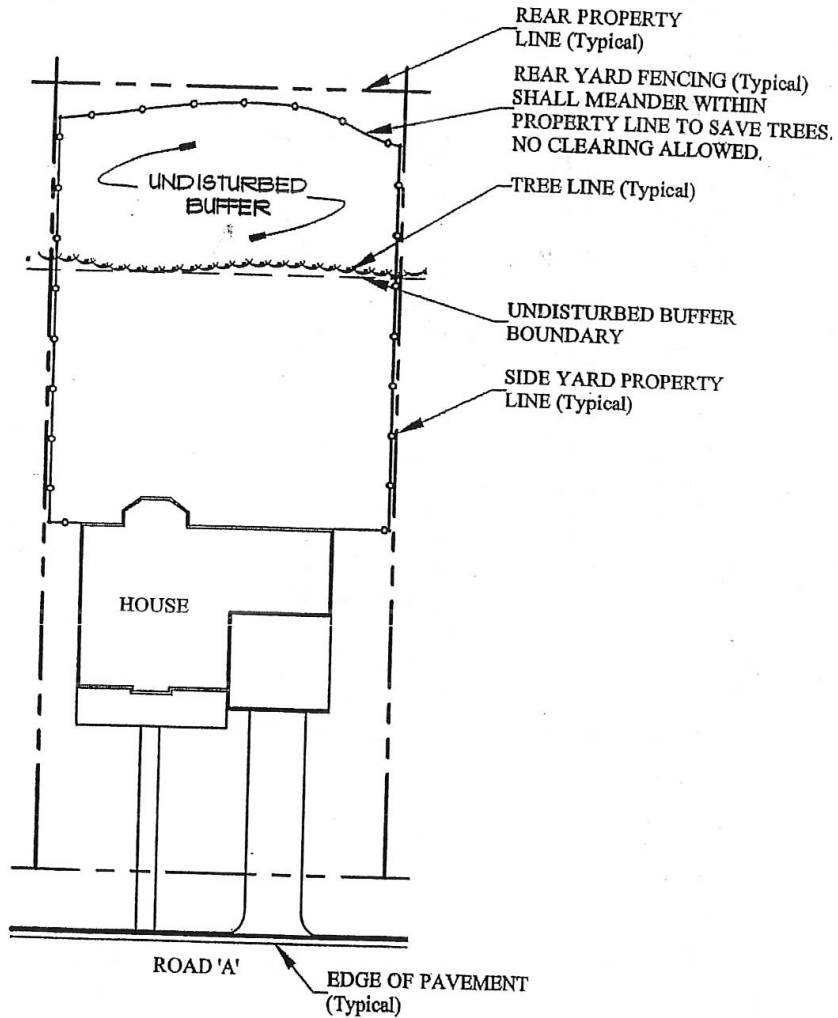 REAR PROPERTY
LINE (Typical)
REAR YARD FENCING (Typical)
SHALL MEANDER WITHIN
PROPERTY LINE TO SAVE TREES.
NO CLEARING ALLOWED.
UNDISTURBED
BUFFER
TREE LINE (Typical)
UNDISTURBED BUFFER
BOUNDARY
SIDE YARD PROPERTY
LINE (Typical)
HOUSE
ROAD 'A'
EDGE OF PAVEMENT
(Typical)